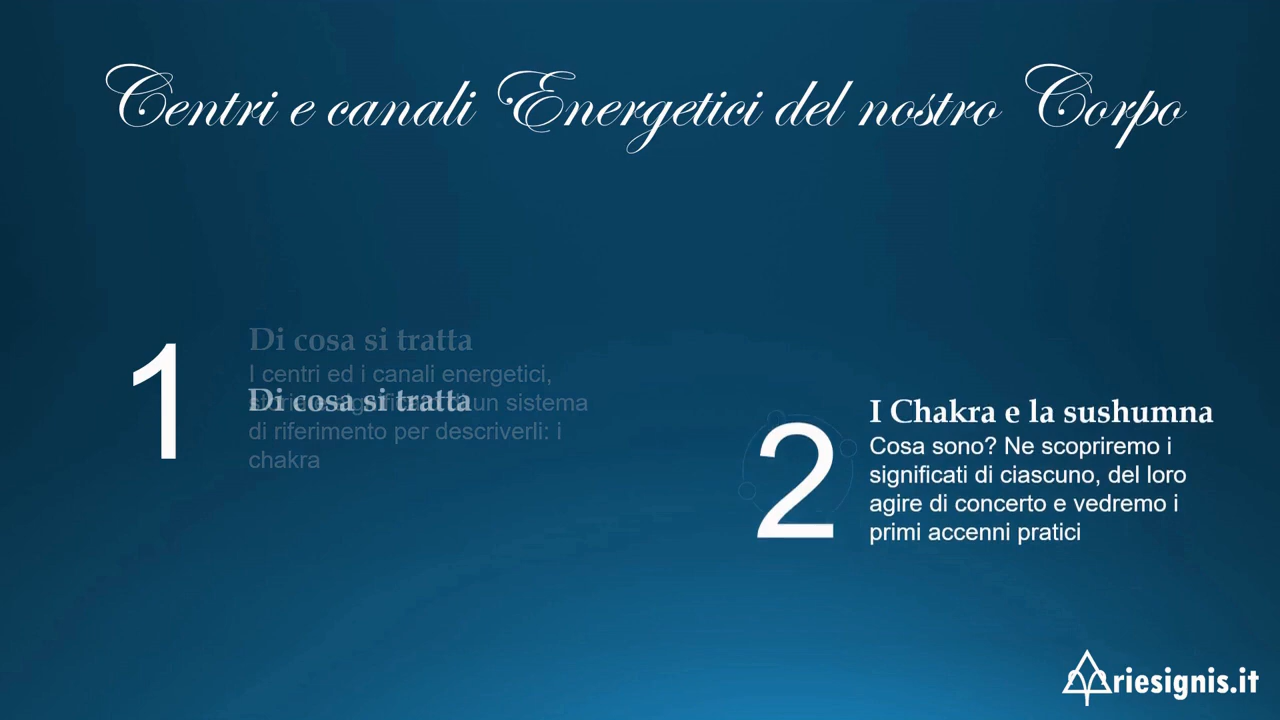 Centri e canali Energetici del nostro Corpo
1
Di cosa si tratta
I centri ed i canali energetici,
Di cosa si tratta
un sistema
di riferimento per descriverli: i
chakra
2
I Chakra e la sushumna
Cosa sono? Ne scopriremo i
significati di ciascuno, del loro
agire di concerto e vedremo i
primi accenni pratici
riesignis.it